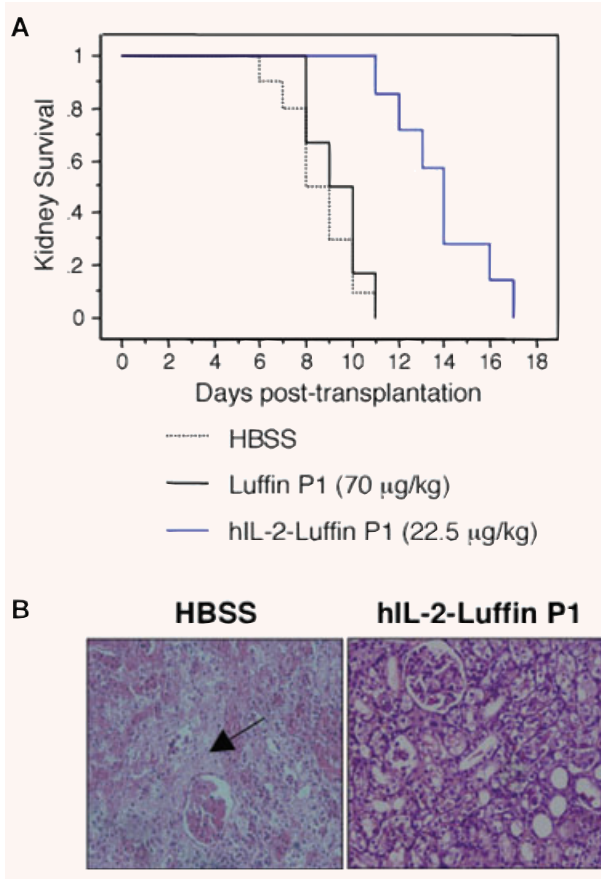 A
Kidney Survival
1
.8
.6
.4
.2
0
0 2 4 6 8 10 12 14 16 18
Days post-transplantation
HBSS
Luffin P1 (70 µg/kg)
hIL-2-Luffin P1 (22.5 µg/kg)
B
HBSS hIL-2-Luffin P1